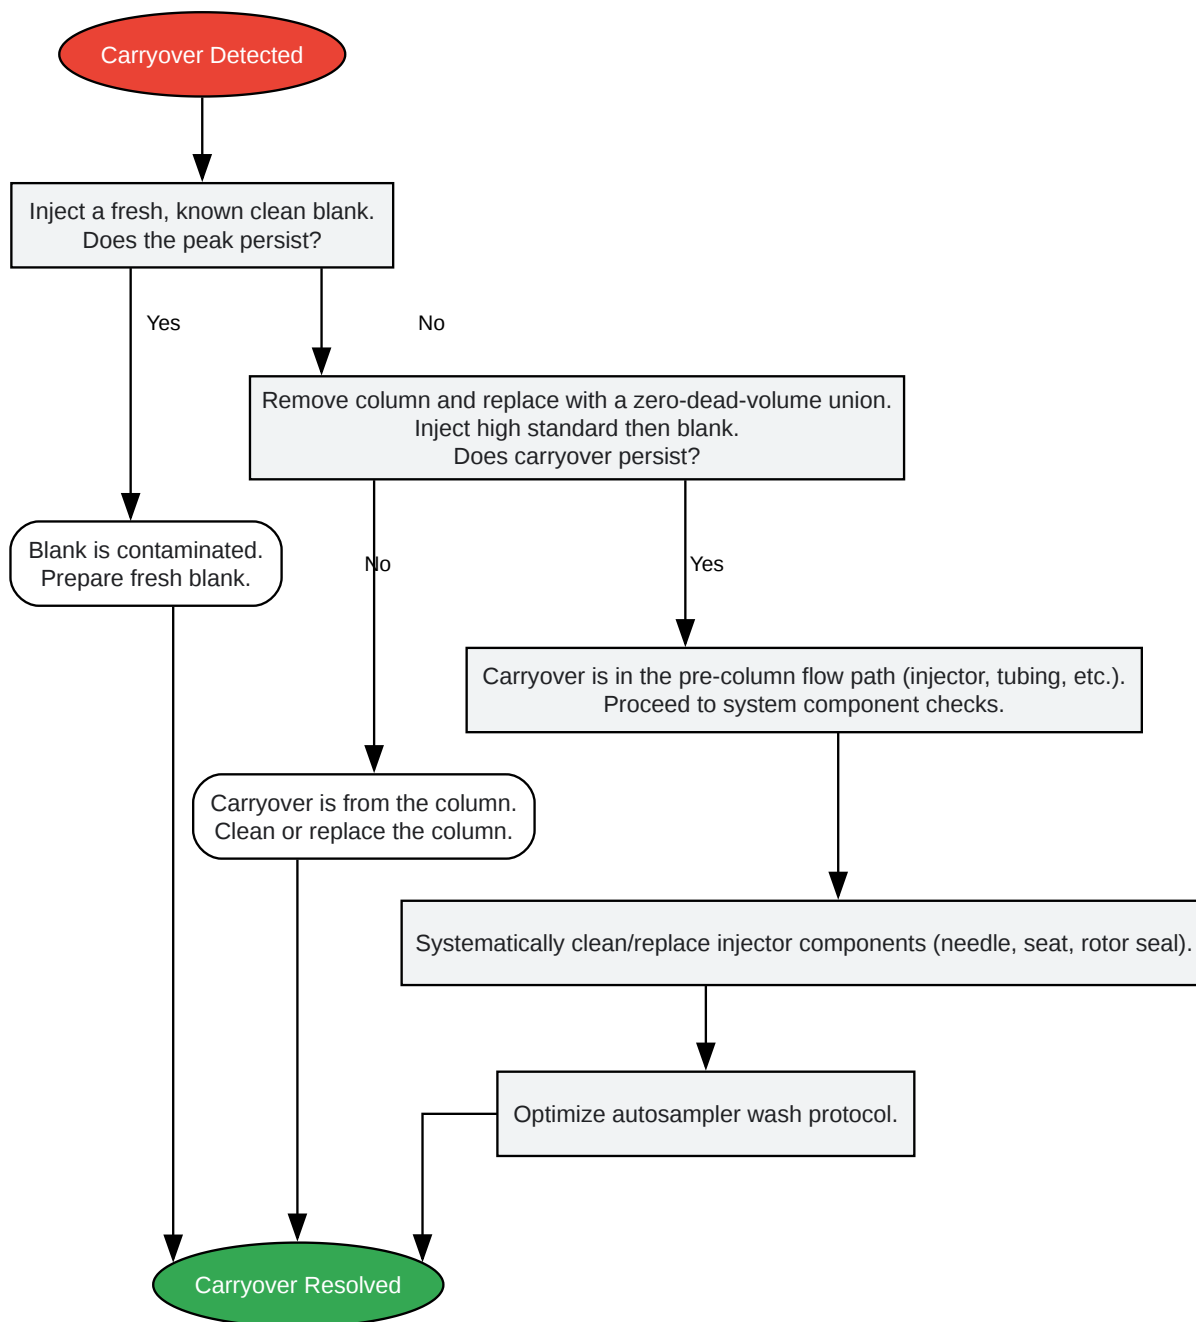 Carryover Detected
Inject a fresh, known clean blank.
Does the peak persist?
Yes
No
Remove column and replace with a zero-dead-volume union.
Inject high standard then blank.
Does carryover persist?
Blank is contaminated.
Prepare fresh blank.
No
Yes
Carryover is in the pre-column flow path (injector, tubing, etc.).
Proceed to system component checks.
Carryover is from the column.
Clean or replace the column.
Systematically clean/replace injector components (needle, seat, rotor seal).
Optimize autosampler wash protocol.
Carryover Resolved